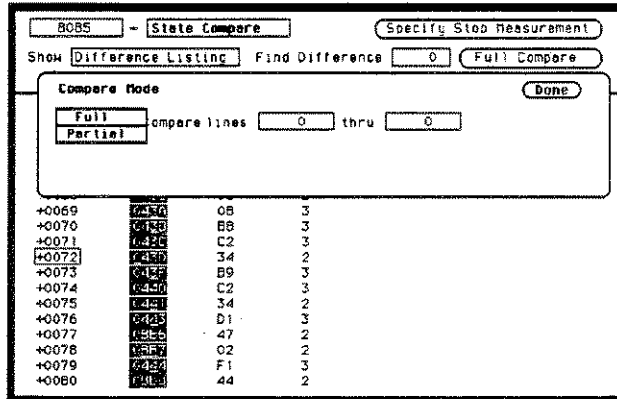 8085 - State Compare Specify Stop Measurement
Show Difference Listing Find Difference 0 Full Compare
Compare Mode Done
Full
Partial
ompare lines 0 thru 0
+0069 0B 3
+0070 B8 3
+0071 C2 3
+0072 34 2
+0073 B9 3
+0074 C2 3
+0075 34 2
+0076 D1 3
+0077 47 2
+0078 02 2
+0079 F1 3
+0080 44 2